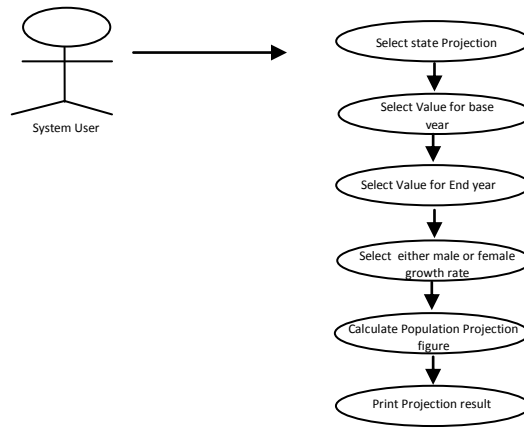 System User
Select state Projection
Select Value for base
year
Select Value for End year
Select either male or female
growth rate
Calculate Population Projection
figure
Print Projection result